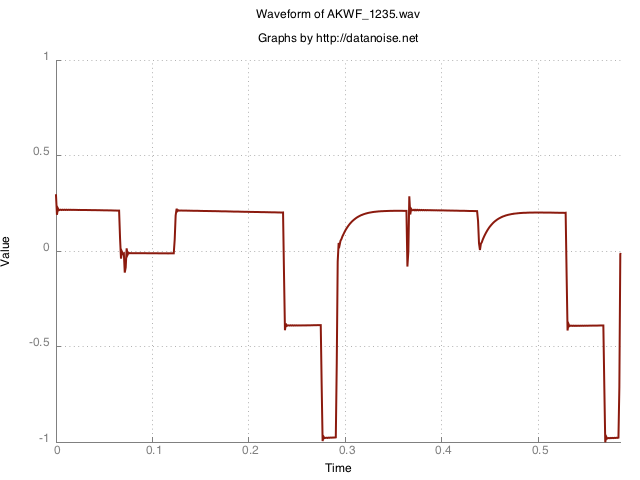 Waveform of AKWF_1235.wav
Graphs by http://datanoise.net
1
0.5
0
-0.5
-1
Value
0 0.1 0.2 0.3 0.4 0.5
Time